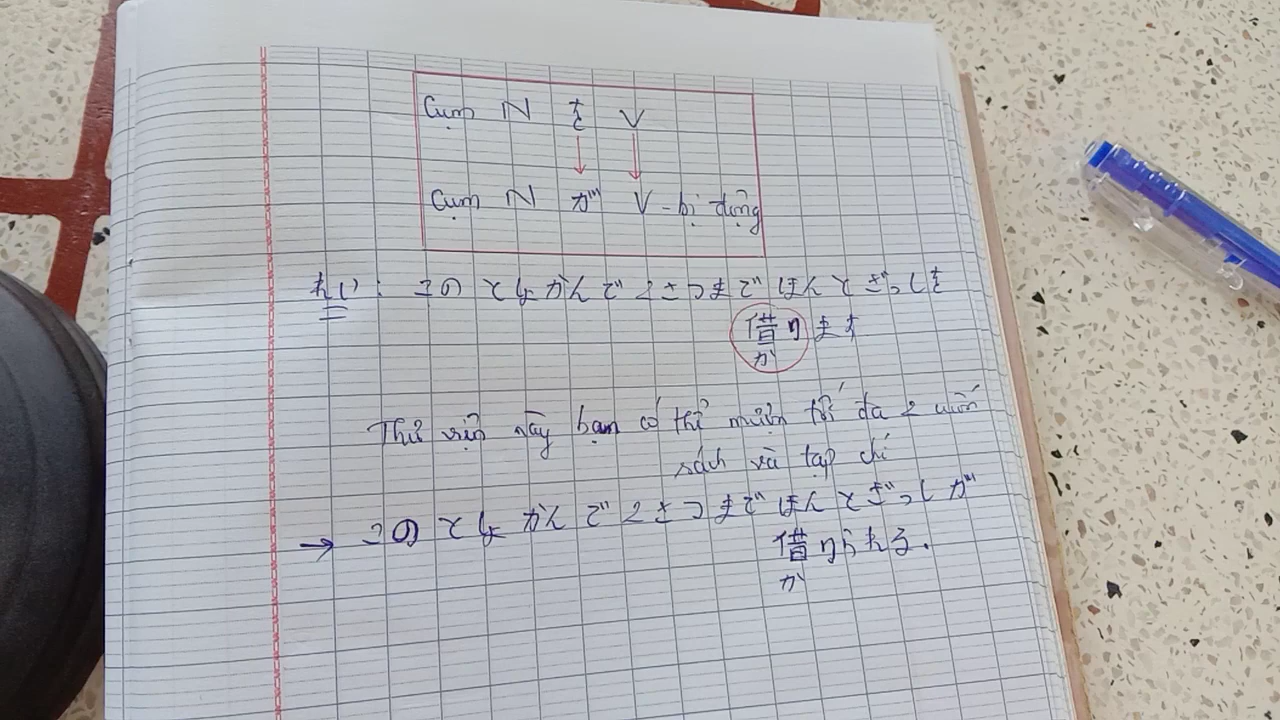 Cụm N を V
Cụm N が V-bị động
れい: このとしょかんで 2さつまで ほんとざっしを
借ります
か
Thư viện này bạn có thể mượn tối đa 2 cuốn
sách và tạp chí
→ このとしょかんで 2さつまで ほんとざっしが
借りられる.
か